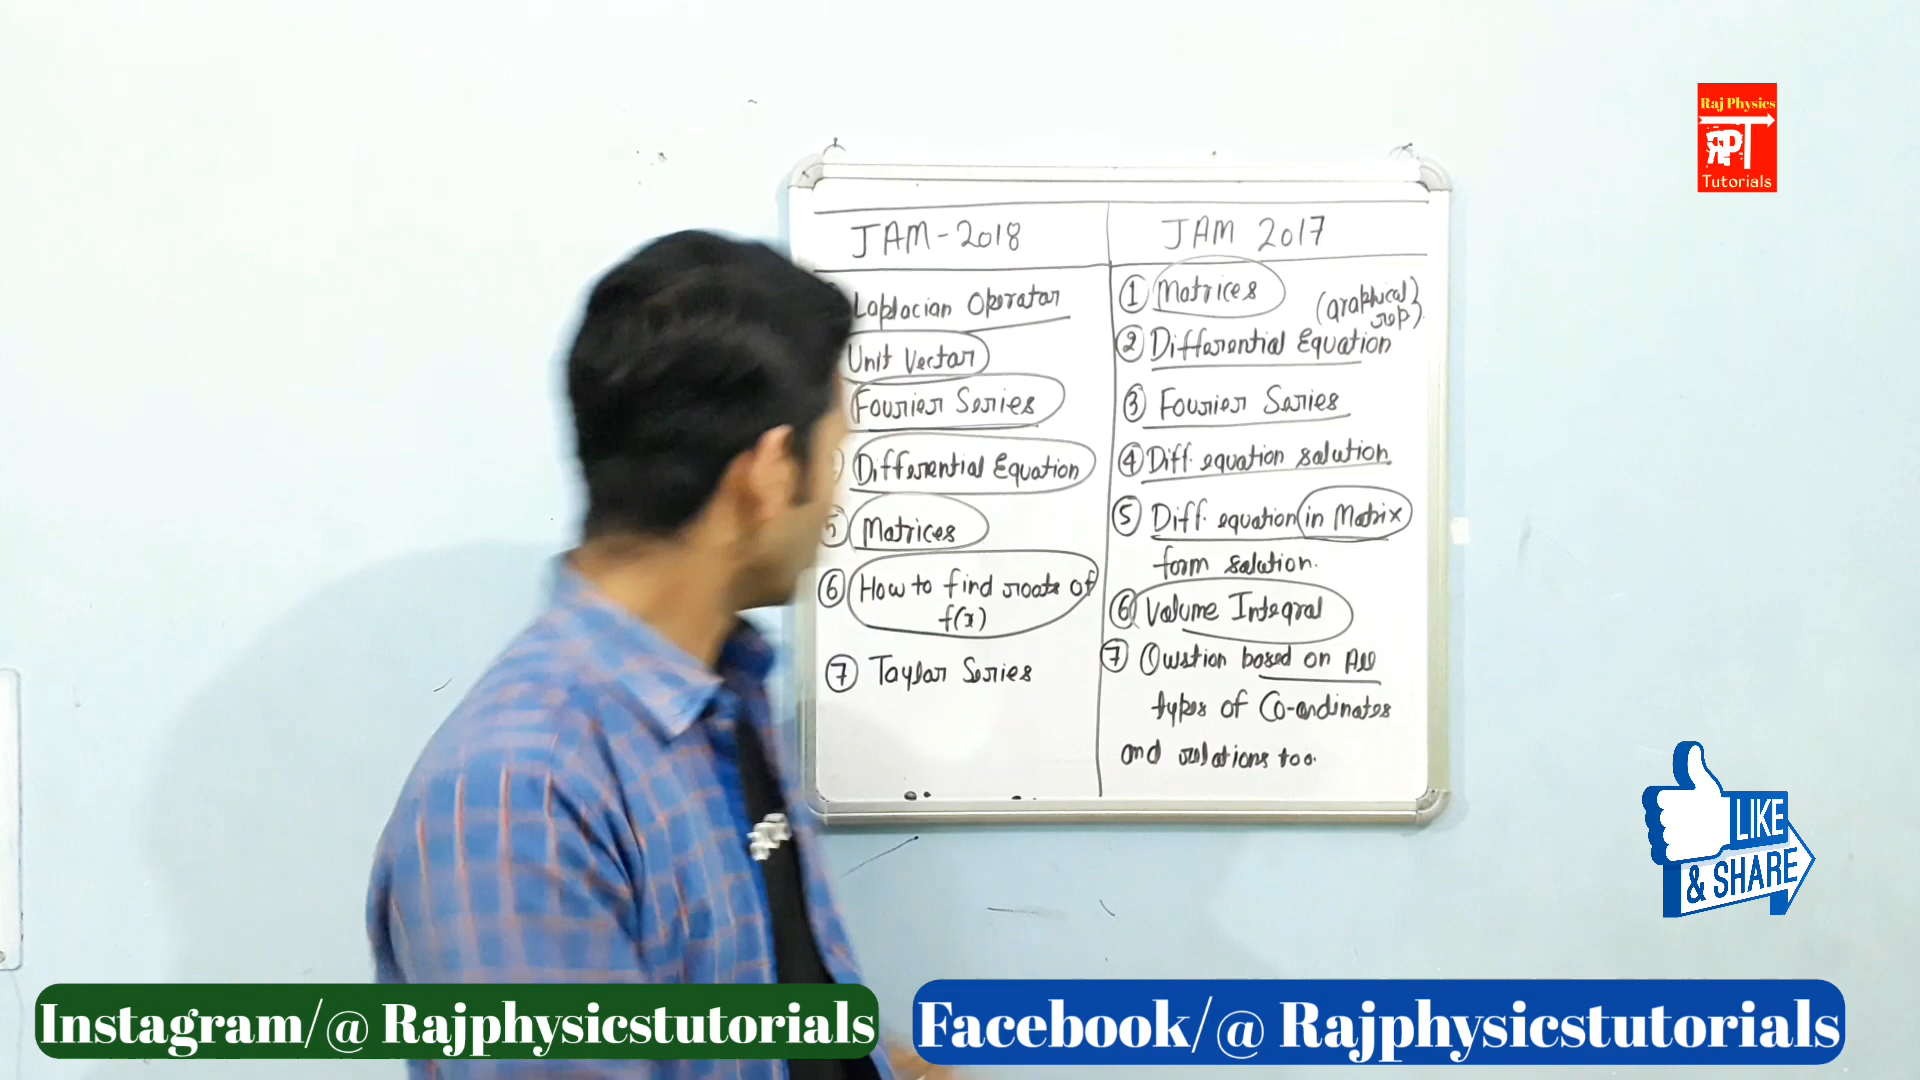 Raj Physics
RPT
Tutorials
JAM-2018
Laplacian Operator
Unit Vector
Fourier Series
Differential Equation
5 Matrices
6 How to find roots of
f(x)
7 Taylor Series
JAM 2017
1 Matrices
(Graphical
rep).
2 Differential Equation
3 Fourier Series
4 Diff. equation solution
5 Diff. equation in Matrix
form solution.
6 Volume Integral
7 Question based on All
types of Co-ordinates
and relations too.
LIKE
& SHARE
Instagram/@ Rajphysicstutorials
Facebook/@ Rajphysicstutorials